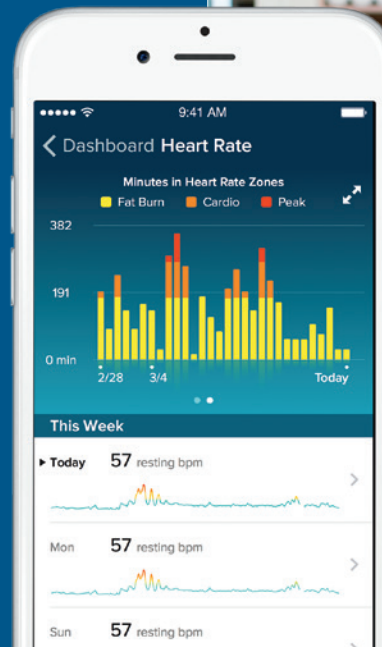 9:41 AM
Dashboard Heart Rate
Minutes in Heart Rate Zones
Fat Burn Cardio Peak
382
191
0 min
2/28 3/4 Today
This Week
Today 57 resting bpm
Mon 57 resting bpm
Sun 57 resting bpm